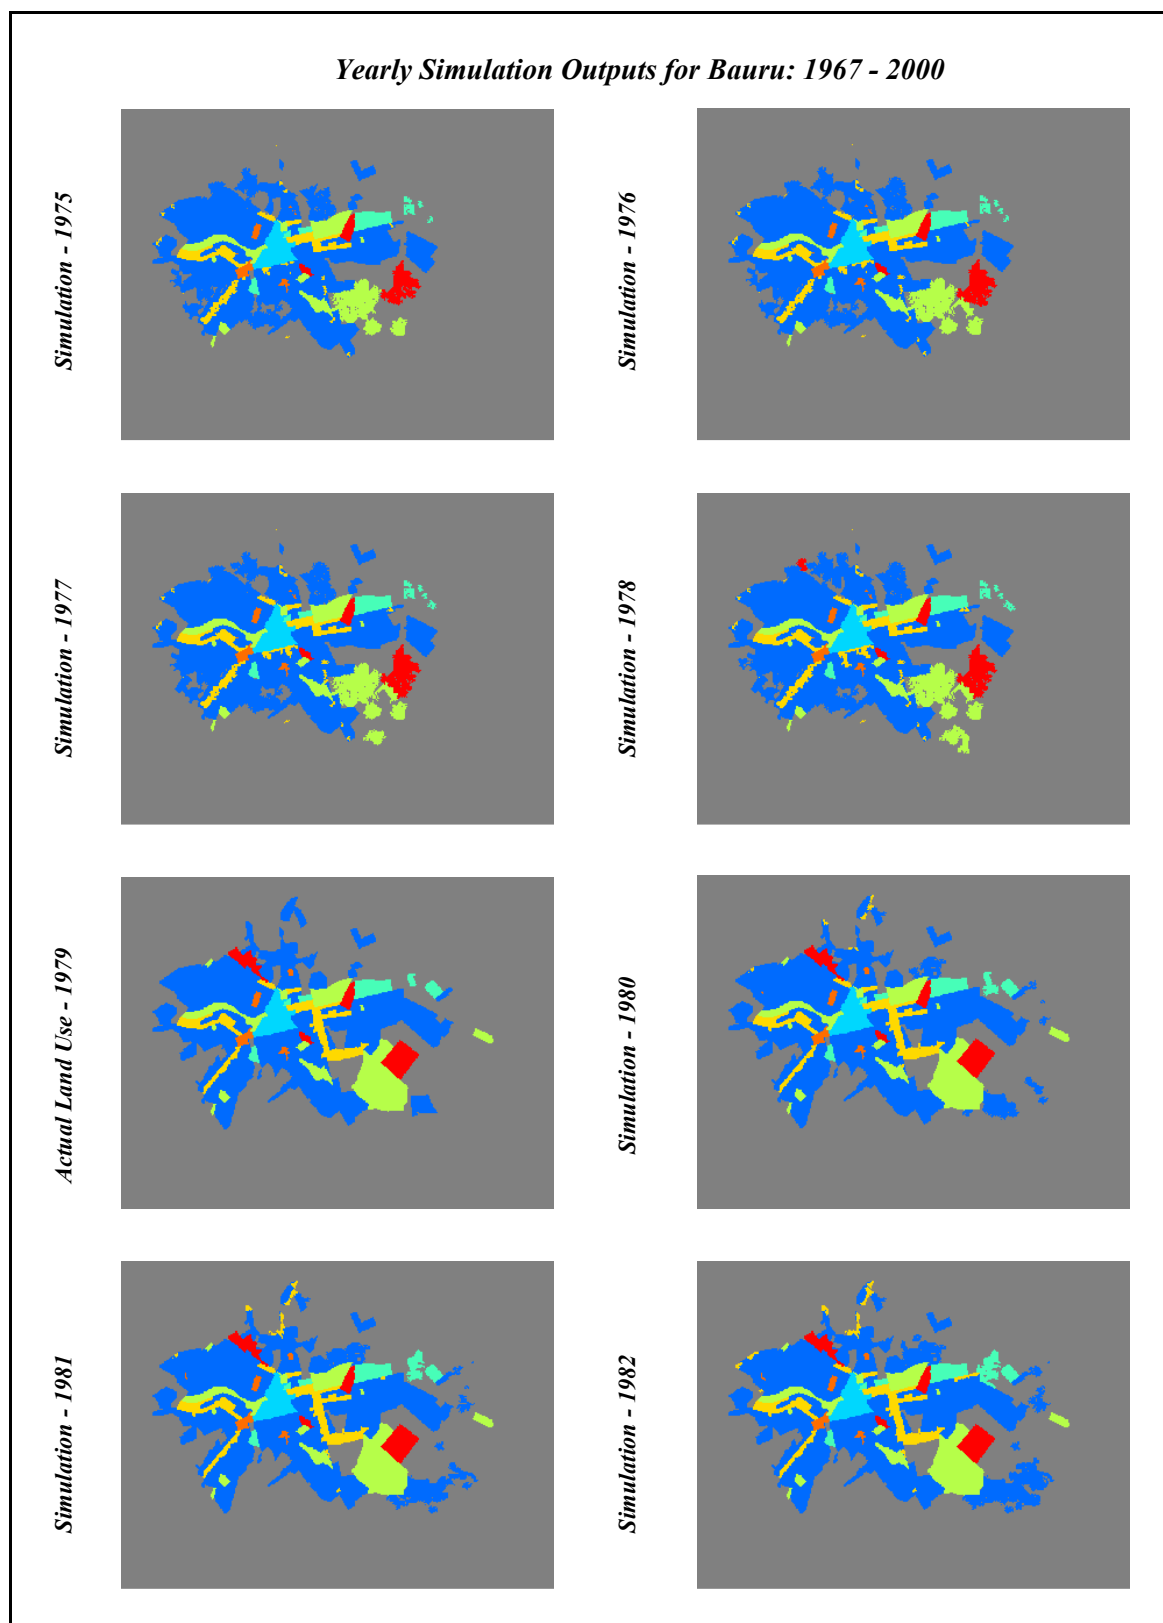 Yearly Simulation Outputs for Bauru: 1967 - 2000
Simulation - 1975
Simulation - 1976
Simulation - 1977
Simulation - 1978
Actual Land Use - 1979
Simulation - 1980
Simulation - 1981
Simulation - 1982